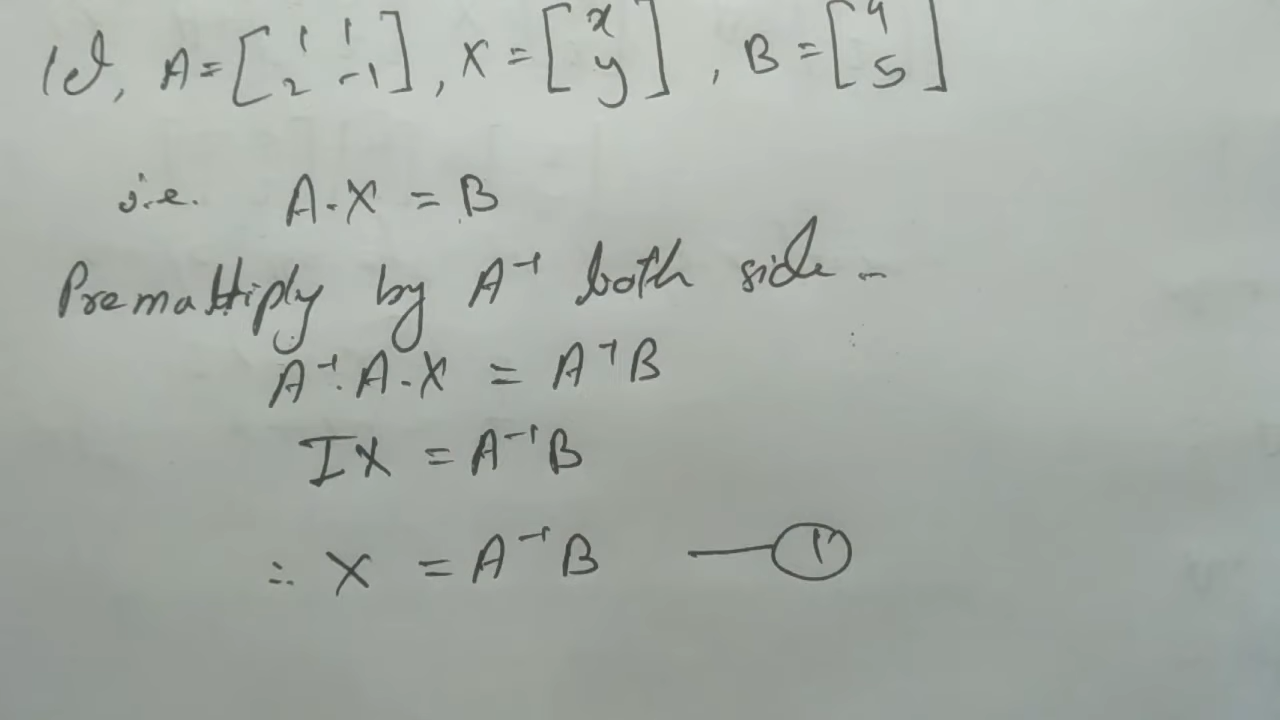 let, A = [1 1 2 -1], X = [x y], B = [4 5]
i.e. A.X = B
Premultiply by A⁻¹ both side -
A⁻¹.A.X = A⁻¹B
IX = A⁻¹B
∴ X = A⁻¹B —①